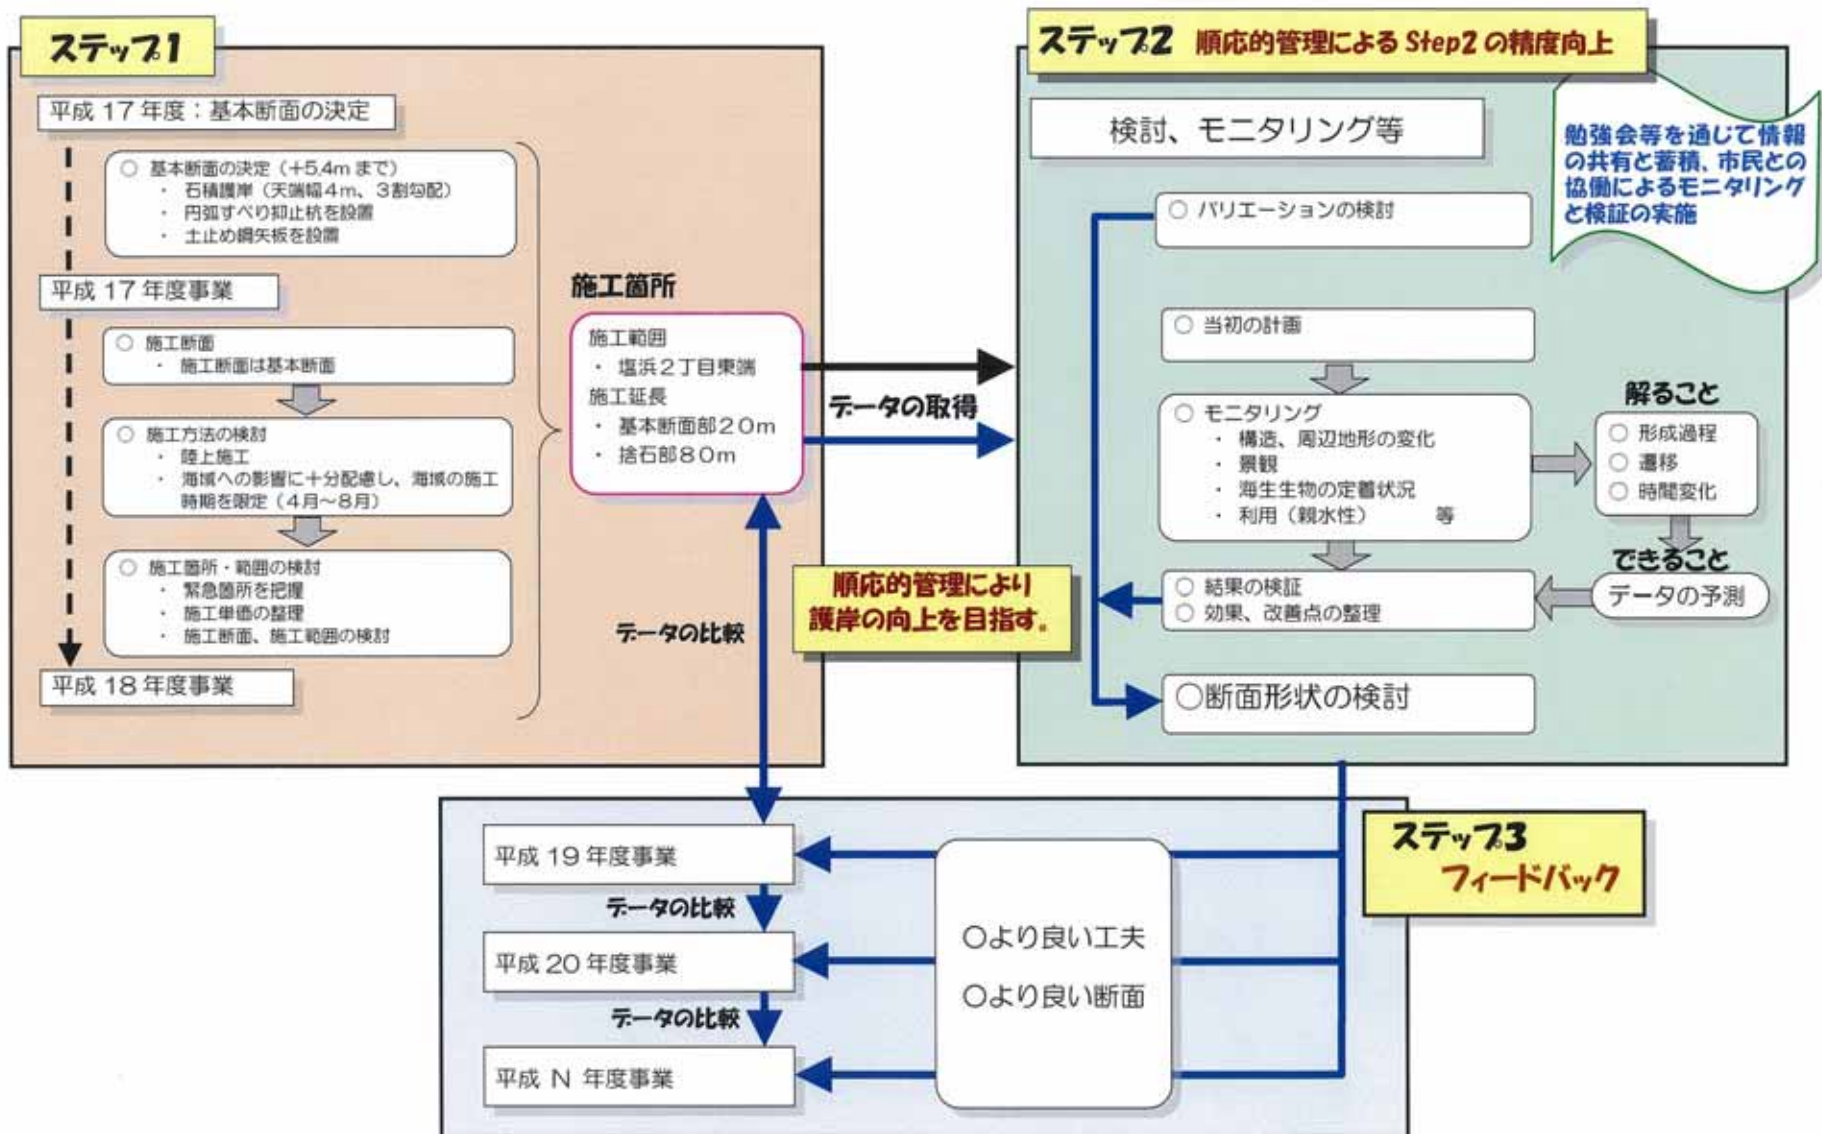 ステップ1
平成 17 年度：基本断面の決定
○ 基本断面の決定（+5.4m まで）
・ 石積護岸（天端幅4m、3割勾配）
・ 円弧すべり抑止杭を設置
・ 土止め鋼矢板を設置
平成 17 年度事業
○ 施工断面
・ 施工断面は基本断面
○ 施工方法の検討
・ 陸上施工
・ 海域への影響に十分配慮し、海域の施工
時期を限定（4月～8月）
○ 施工箇所・範囲の検討
・ 緊急箇所を把握
・ 施工単価の整理
・ 施工断面、施工範囲の検討
平成 18 年度事業
施工箇所
施工範囲
・ 塩浜2丁目東端
施工延長
・ 基本断面部20m
・ 捨石部80m
データの取得
データの比較
順応的管理により
護岸の向上を目指す。
ステップ2 順応的管理による Step2 の精度向上
検討、モニタリング等
勉強会等を通じて情報
の共有と蓄積、市民との
協働によるモニタリング
と検証の実施
○ バリエーションの検討
○ 当初の計画
○ モニタリング
・ 構造、周辺地形の変化
・ 景観
・ 海生生物の定着状況
・ 利用（親水性） 等
解ること
○ 形成過程
○ 遷移
○ 時間変化
できること
データの予測
○ 結果の検証
○ 効果、改善点の整理
○断面形状の検討
ステップ3
フィードバック
平成 19 年度事業
データの比較
平成 20 年度事業
データの比較
平成 N 年度事業
○より良い工夫
○より良い断面